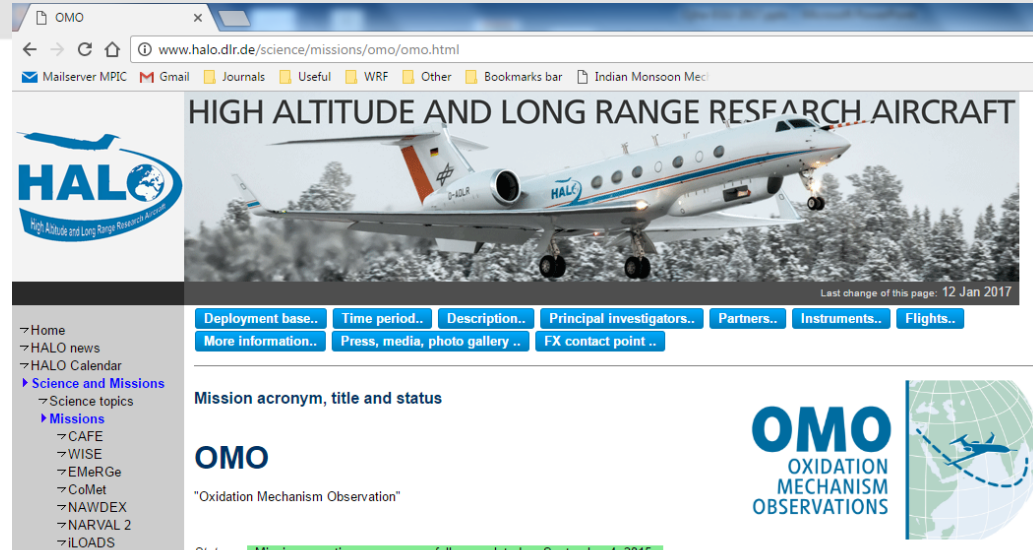 OMO
www.halo.dlr.de/science/missions/omo/omo.html
Mailserver MPIC Gmail Journals Useful WRF Other Bookmarks bar Indian Monsoon Mec
HIGH ALTITUDE AND LONG RANGE RESEARCH AIRCRAFT
HALO
High Altitude and Long Range Research Aircraft
D-ADLR
HALO
Last change of this page: 12 Jan 2017
Deployment base.. Time period.. Description.. Principal investigators.. Partners.. Instruments.. Flights..
More information.. Press, media, photo gallery .. FX contact point ..
Home
HALO news
HALO Calendar
Science and Missions
Science topics
Missions
CAFE
WISE
EMeRGe
CoMet
NAWDEX
NARVAL 2
iLOADS
Mission acronym, title and status
OMO
"Oxidation Mechanism Observation"
OMO
OXIDATION
MECHANISM
OBSERVATIONS